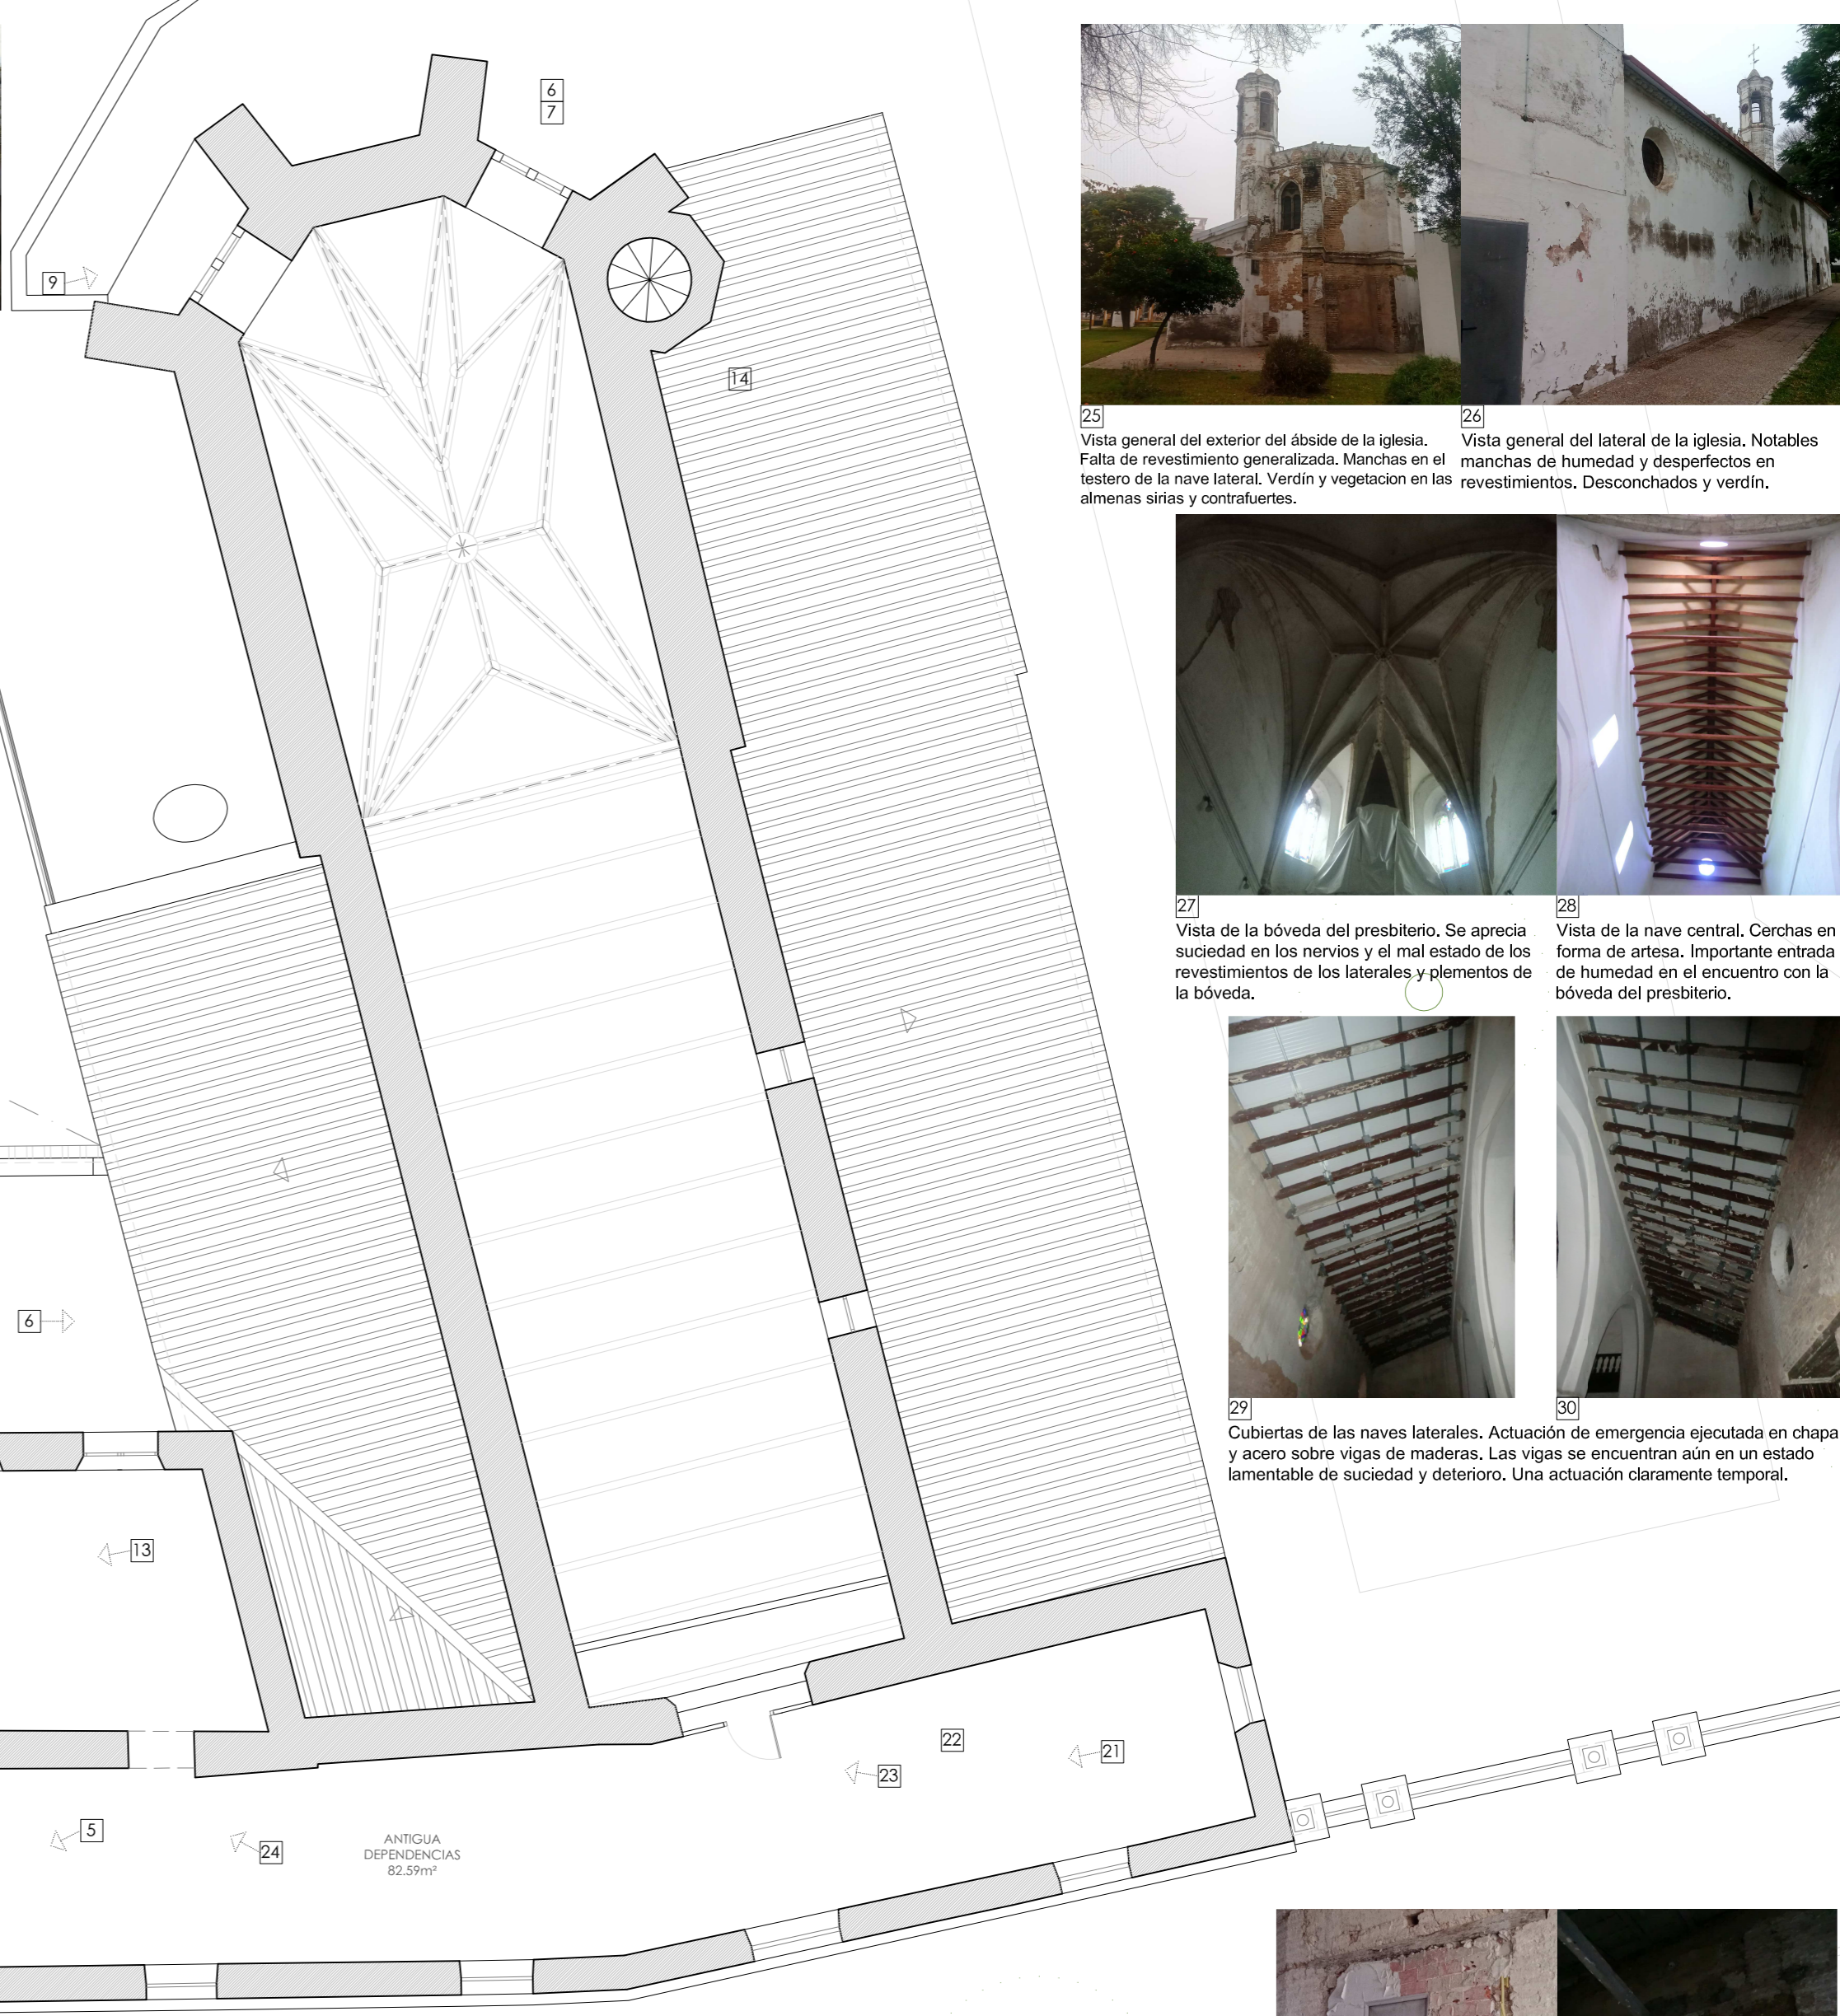 6
7
9
14
6
13
22
21
23
5
24
ANTIGUA
DEPENDENCIAS
82.59m²
25
Vista general del exterior del ábside de la iglesia.
Falta de revestimiento generalizada. Manchas en el
testero de la nave lateral. Verdín y vegetacion en las
almenas sirias y contrafuertes.
26
Vista general del lateral de la iglesia. Notables
manchas de humedad y desperfectos en
revestimientos. Desconchados y verdín.
27
Vista de la bóveda del presbiterio. Se aprecia
suciedad en los nervios y el mal estado de los
revestimientos de los laterales y plementos de
la bóveda.
28
Vista de la nave central. Cerchas en
forma de artesa. Importante entrada
de humedad en el encuentro con la
bóveda del presbiterio.
29
30
Cubiertas de las naves laterales. Actuación de emergencia ejecutada en chapa
y acero sobre vigas de maderas. Las vigas se encuentran aún en un estado
lamentable de suciedad y deterioro. Una actuación claramente temporal.